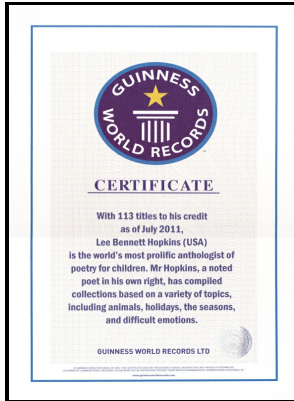 GUINNESS
WORLD RECORDS
CERTIFICATE
With 113 titles to his credit
as of July 2011,
Lee Bennett Hopkins (USA)
is the world's most prolific anthologist of
poetry for children. Mr Hopkins, a noted
poet in his own right, has compiled
collections based on a variety of topics,
including animals, holidays, the seasons,
and difficult emotions.
GUINNESS WORLD RECORDS LTD